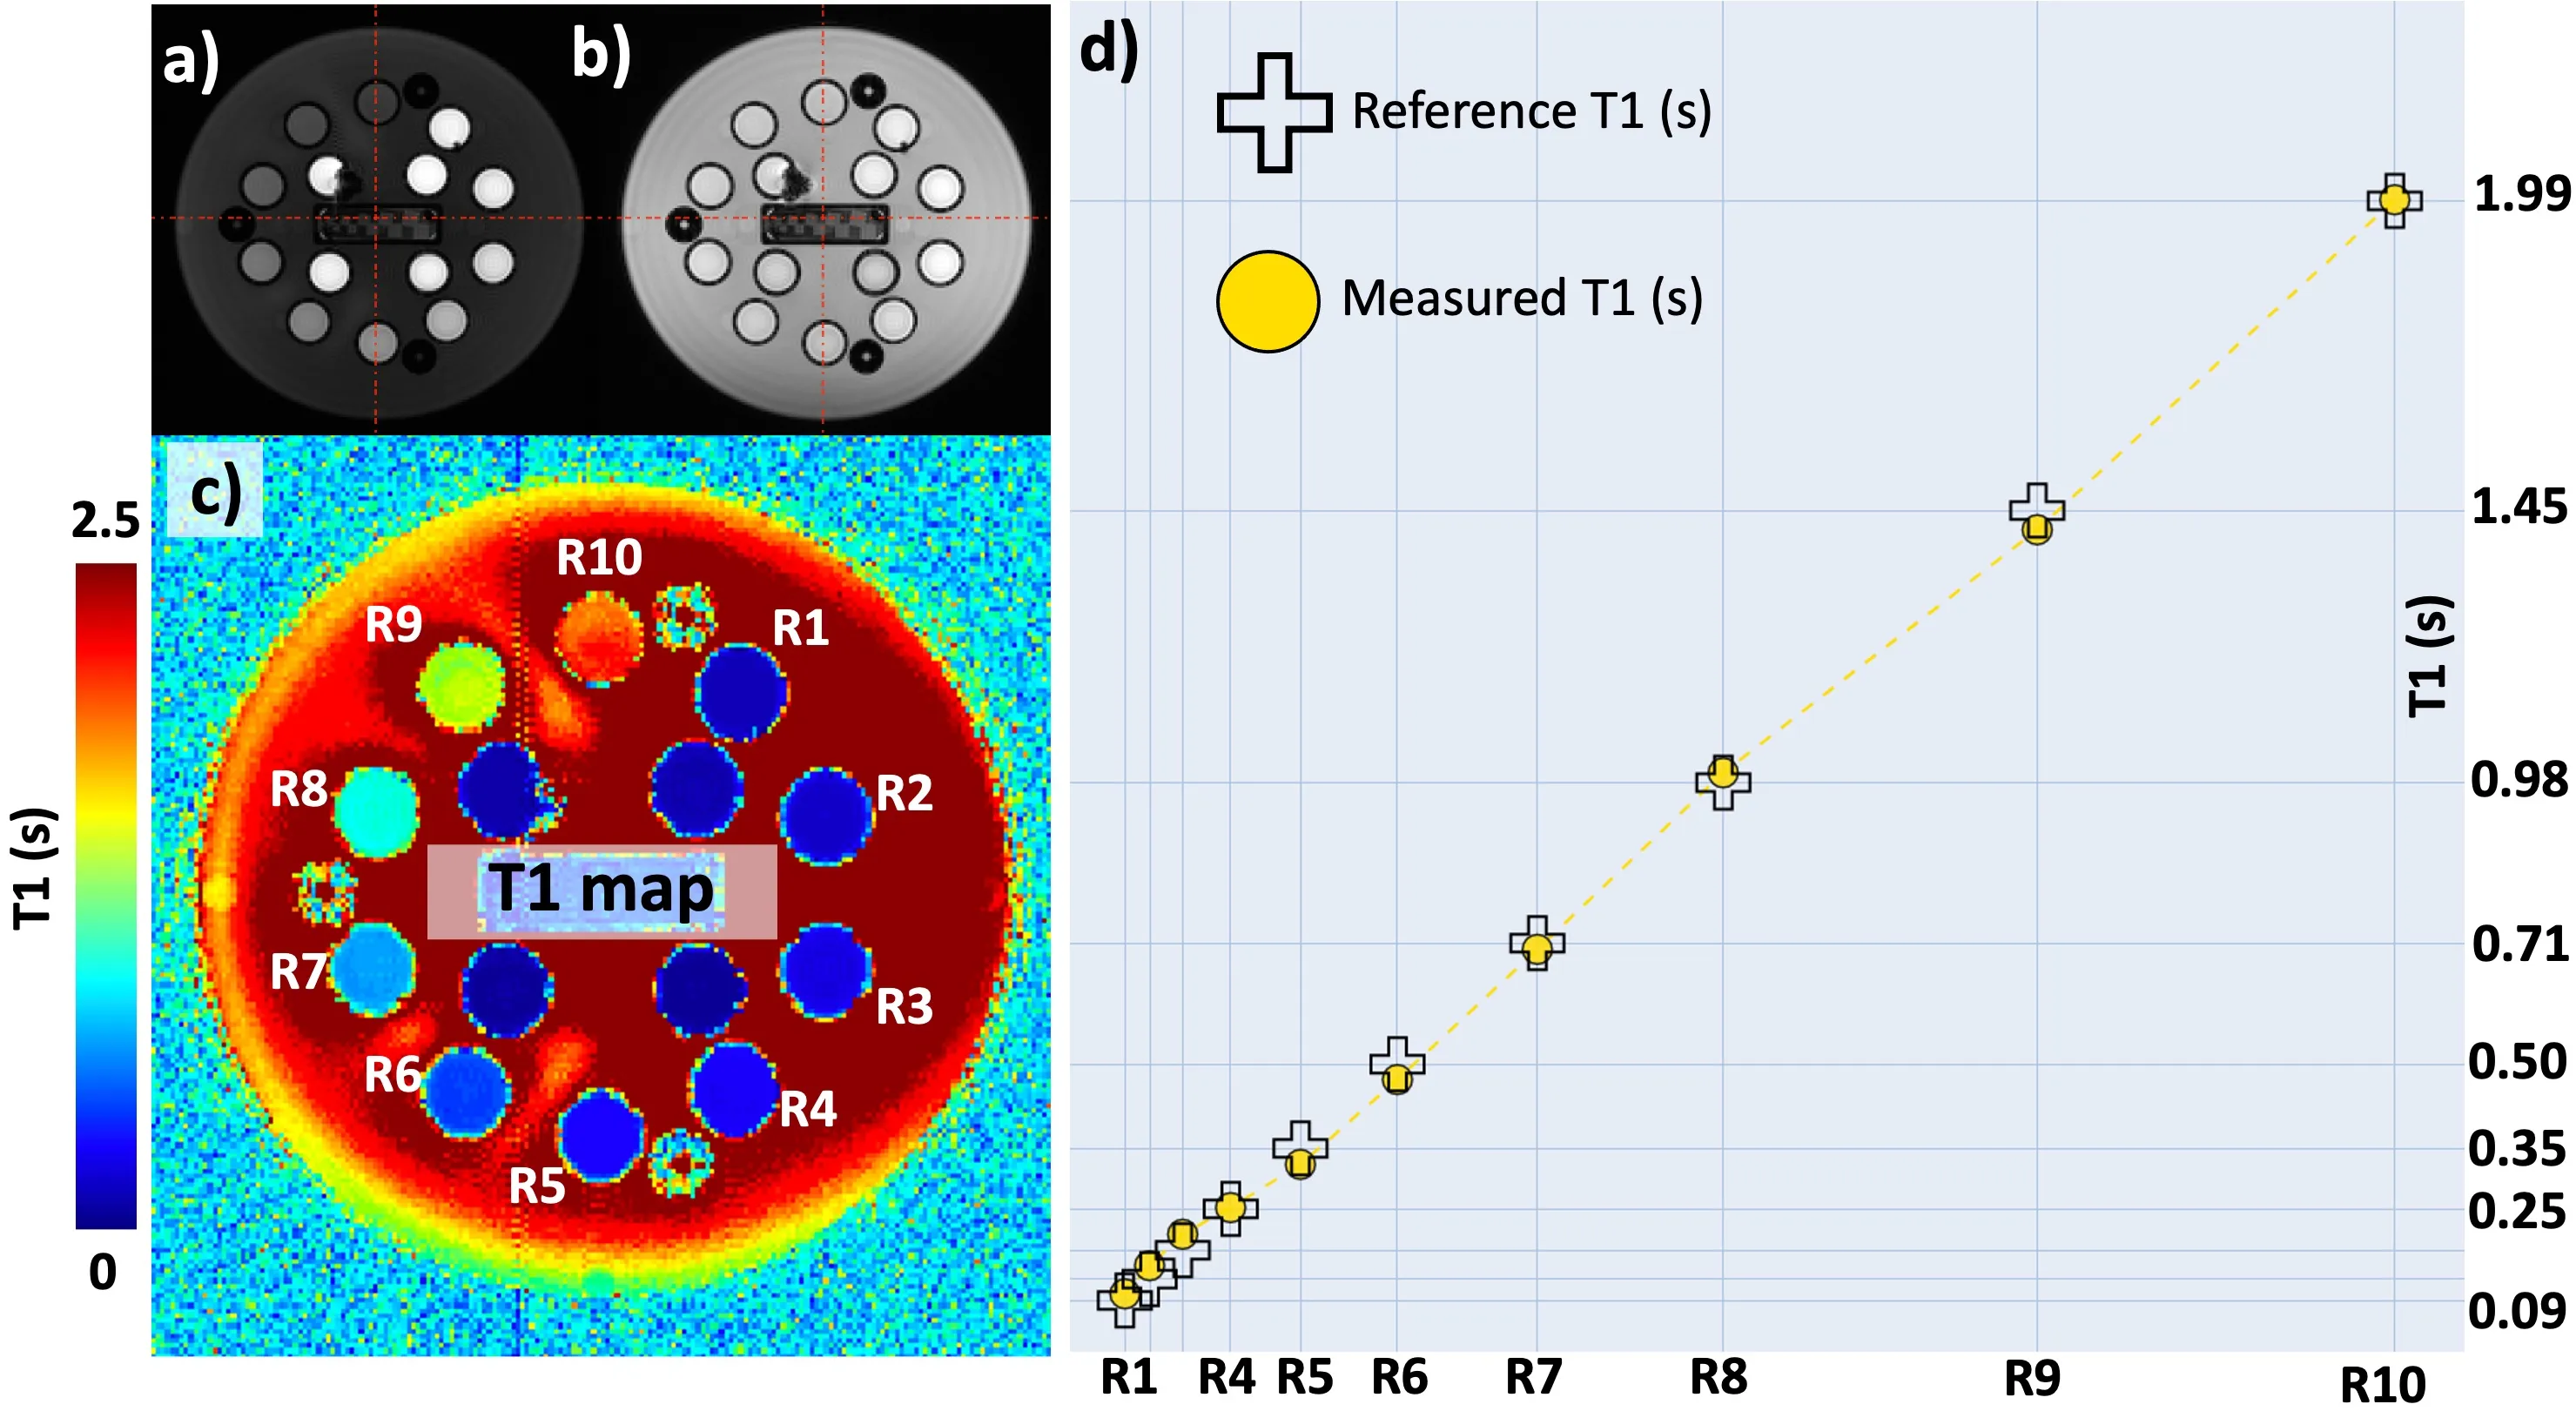 a)
b)
c)
2.5
T1 (s)
0
R10
R9
R1
R8
R2
T1 map
R7
R3
R6
R4
R5
d)
Reference T1 (s)
Measured T1 (s)
1.99
1.45
T1 (s)
0.98
0.71
0.50
0.35
0.25
0.09
R1 R4 R5 R6 R7 R8 R9 R10